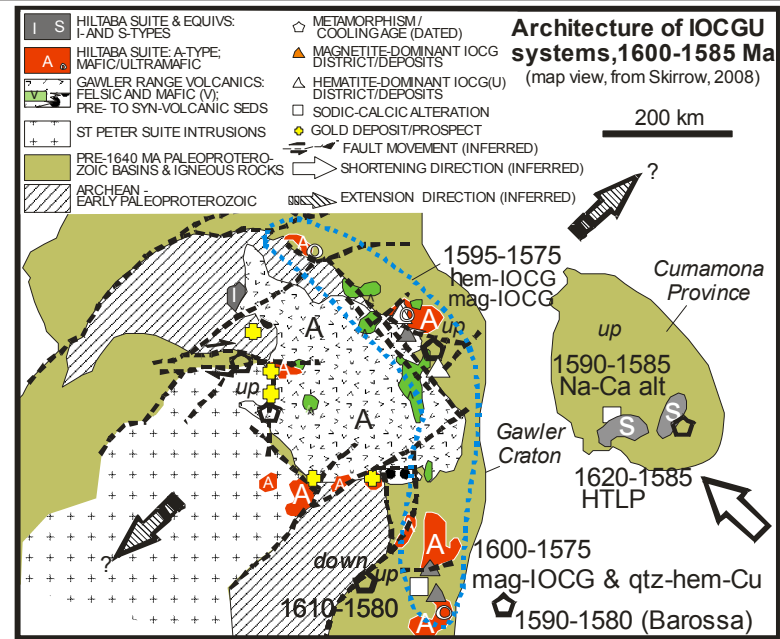 I S
HILTABA SUITE & EQUIVS:
I- AND S-TYPES
A
HILTABA SUITE: A-TYPE;
MAFIC/ULTRAMAFIC
V
GAWLER RANGE VOLCANICS:
FELSIC AND MAFIC (V);
PRE- TO SYN-VOLCANIC SEDS
ST PETER SUITE INTRUSIONS
PRE-1640 MA PALEOPROTERO-
ZOIC BASINS & IGNEOUS ROCKS
ARCHEAN -
EARLY PALEOPROTEROZOIC
METAMORPHISM /
COOLING AGE (DATED)
MAGNETITE-DOMINANT IOCG
DISTRICT/DEPOSITS
HEMATITE-DOMINANT IOCG(U)
DISTRICT/DEPOSITS
SODIC-CALCIC ALTERATION
GOLD DEPOSIT/PROSPECT
FAULT MOVEMENT (INFERRED)
SHORTENING DIRECTION (INFERRED)
EXTENSION DIRECTION (INFERRED)
Architecture of IOCGU
systems,1600-1585 Ma
(map view, from Skirrow, 2008)
200 km
?
A
1595-1575
hem-IOCG
mag-IOCG
Curnamona
Province
I
A
A
up
up
1590-1585
Na-Ca alt
A
up
A
S
S
Gawler
Craton
1620-1585
HTLP
A
A
A
A
?
down
up
A
1600-1575
mag-IOCG & qtz-hem-Cu
1610-1580
A
1590-1580 (Barossa)